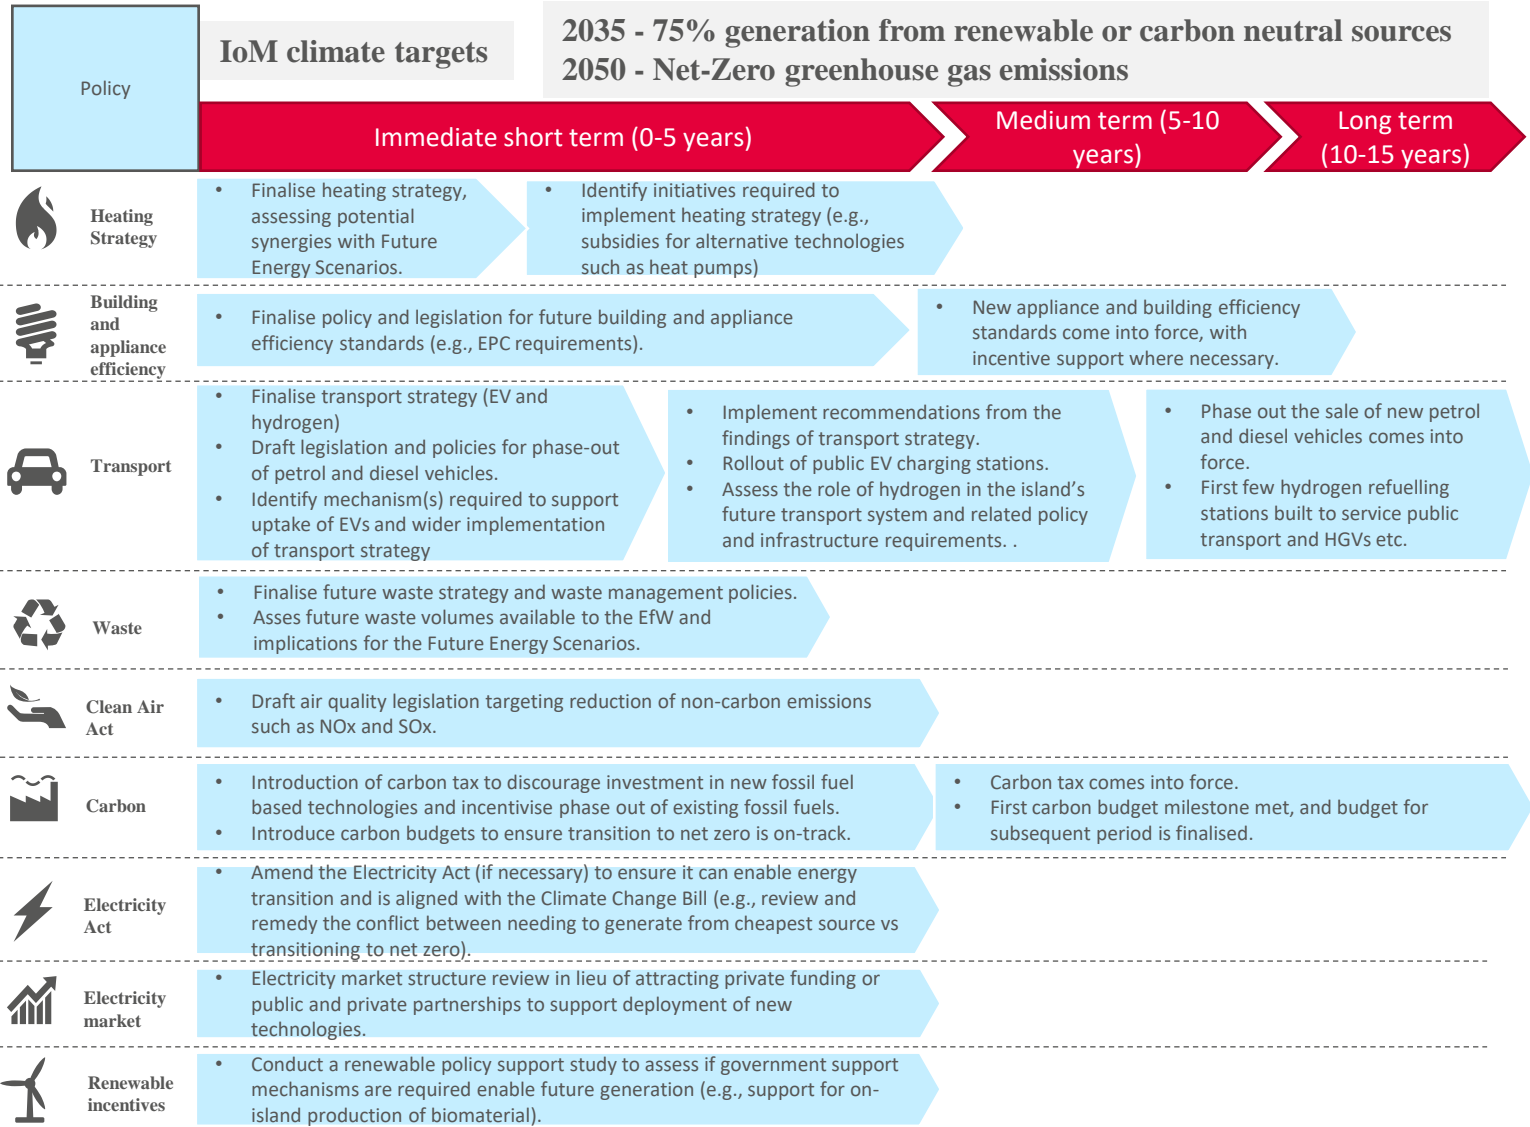 Policy
IoM climate targets
2035 - 75% generation from renewable or carbon neutral sources
2050 - Net-Zero greenhouse gas emissions
Immediate short term (0-5 years)
Medium term (5-10
years)
Long term
(10-15 years)
Heating
Strategy
• Finalise heating strategy,
assessing potential
synergies with Future
Energy Scenarios.
• Identify initiatives required to
implement heating strategy (e.g.,
subsidies for alternative technologies
such as heat pumps)
Building
and
appliance
efficiency
• Finalise policy and legislation for future building and appliance
efficiency standards (e.g., EPC requirements).
• New appliance and building efficiency
standards come into force, with
incentive support where necessary.
Transport
• Finalise transport strategy (EV and
hydrogen)
• Draft legislation and policies for phase-out
of petrol and diesel vehicles.
• Identify mechanism(s) required to support
uptake of EVs and wider implementation
of transport strategy
• Implement recommendations from the
findings of transport strategy.
• Rollout of public EV charging stations.
• Assess the role of hydrogen in the island's
future transport system and related policy
and infrastructure requirements. .
• Phase out the sale of new petrol
and diesel vehicles comes into
force.
• First few hydrogen refuelling
stations built to service public
transport and HGVs etc.
Waste
• Finalise future waste strategy and waste management policies.
• Asses future waste volumes available to the EfW and
implications for the Future Energy Scenarios.
Clean Air
Act
• Draft air quality legislation targeting reduction of non-carbon emissions
such as NOx and SOx.
Carbon
• Introduction of carbon tax to discourage investment in new fossil fuel
based technologies and incentivise phase out of existing fossil fuels.
• Introduce carbon budgets to ensure transition to net zero is on-track.
• Carbon tax comes into force.
• First carbon budget milestone met, and budget for
subsequent period is finalised.
Electricity
Act
• Amend the Electricity Act (if necessary) to ensure it can enable energy
transition and is aligned with the Climate Change Bill (e.g., review and
remedy the conflict between needing to generate from cheapest source vs
transitioning to net zero).
Electricity
market
• Electricity market structure review in lieu of attracting private funding or
public and private partnerships to support deployment of new
technologies.
Renewable
incentives
• Conduct a renewable policy support study to assess if government support
mechanisms are required enable future generation (e.g., support for on-
island production of biomaterial).